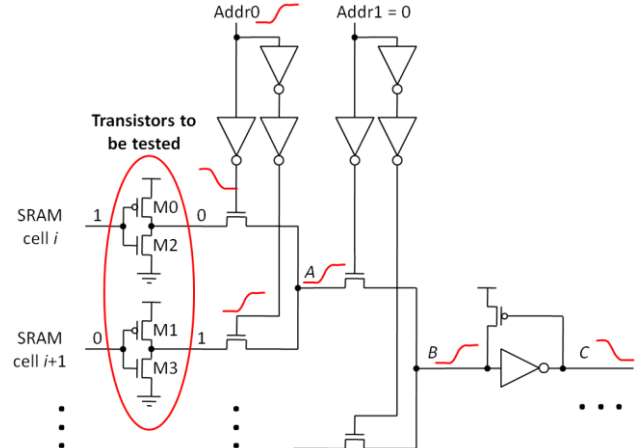 Addr0
Addr1 = 0
Transistors to
be tested
SRAM
cell i
1
M0
0
M2
A
SRAM
cell i+1
0
M1
1
M3
B
C